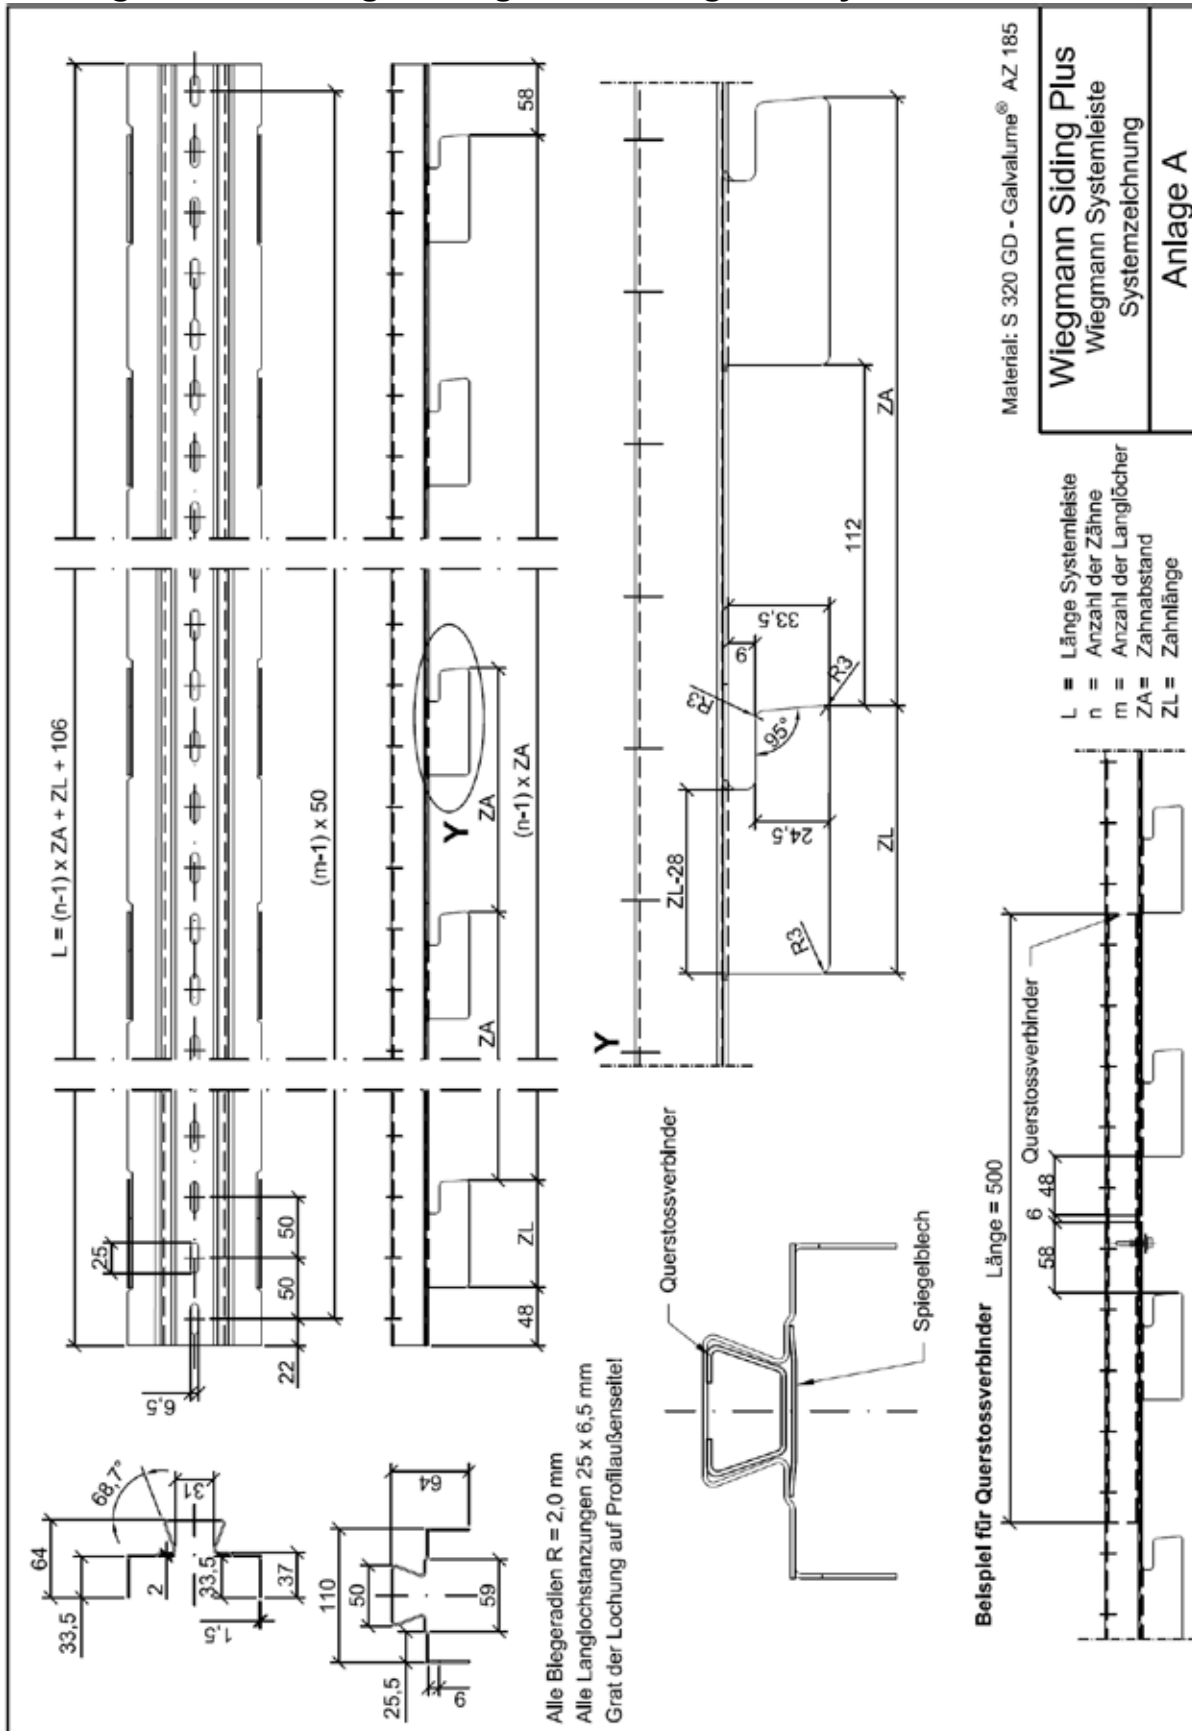 L = (n-1) x ZA + ZL + 106
(m-1) x 50
25
50
50
22
6,5
58
(n-1) x ZA
ZA
ZA
ZL
48
Y
68,7°
31
64
33,5
2
33,5
37
1,5
64
110
50
59
25,5
9
Alle Biegeradien R = 2,0 mm
Alle Langlochstanzungen 25 x 6,5 mm
Grat der Lochung auf Profilaußenseite!
Y
ZL-28
24,5
R3
R3
95°
9
33,5
R3
112
ZL
ZA
Querstossverbinder
Spiegelblech
Beispiel für Querstossverbinder
Länge = 500
Querstossverbinder
58
6
48
Material: S 320 GD - Galvalume® AZ 185
L = Länge Systemleiste
n = Anzahl der Zähne
m = Anzahl der Langlöcher
ZA = Zahnabstand
ZL = Zahnlänge
Wiegmann Siding Plus
Wiegmann Systemleiste
Systemzeichnung
Anlage A